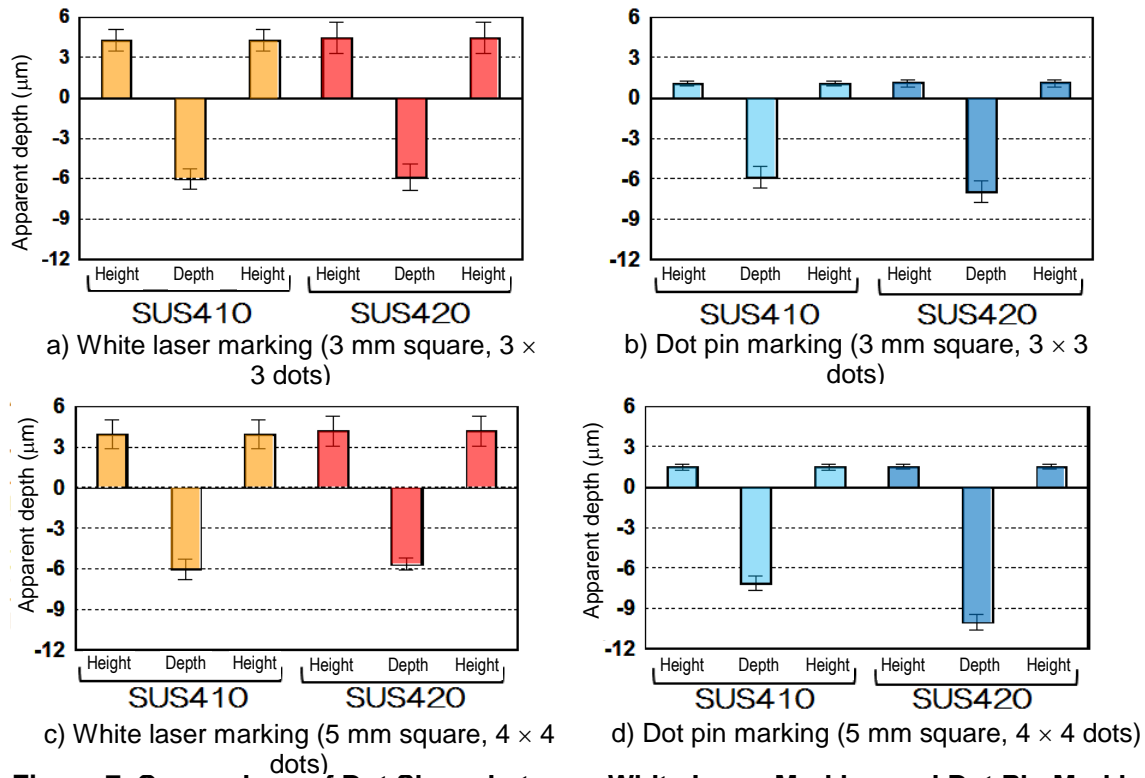 6
3
0
-3
-6
-9
-12
Apparent depth (μm)
Height Depth Height Height Depth Height
SUS410 SUS420
a) White laser marking (3 mm square, 3 ×
3 dots)
6
3
0
-3
-6
-9
-12
Height Depth Height Height Depth Height
SUS410 SUS420
b) Dot pin marking (3 mm square, 3 × 3
dots)
6
3
0
-3
-6
-9
-12
Apparent depth (μm)
Height Depth Height Height Depth Height
SUS410 SUS420
c) White laser marking (5 mm square, 4 × 4
dots)
6
3
0
-3
-6
-9
-12
Apparent depth (μm)
Height Depth Height Height Depth Height
SUS410 SUS420
d) Dot pin marking (5 mm square, 4 × 4 dots)